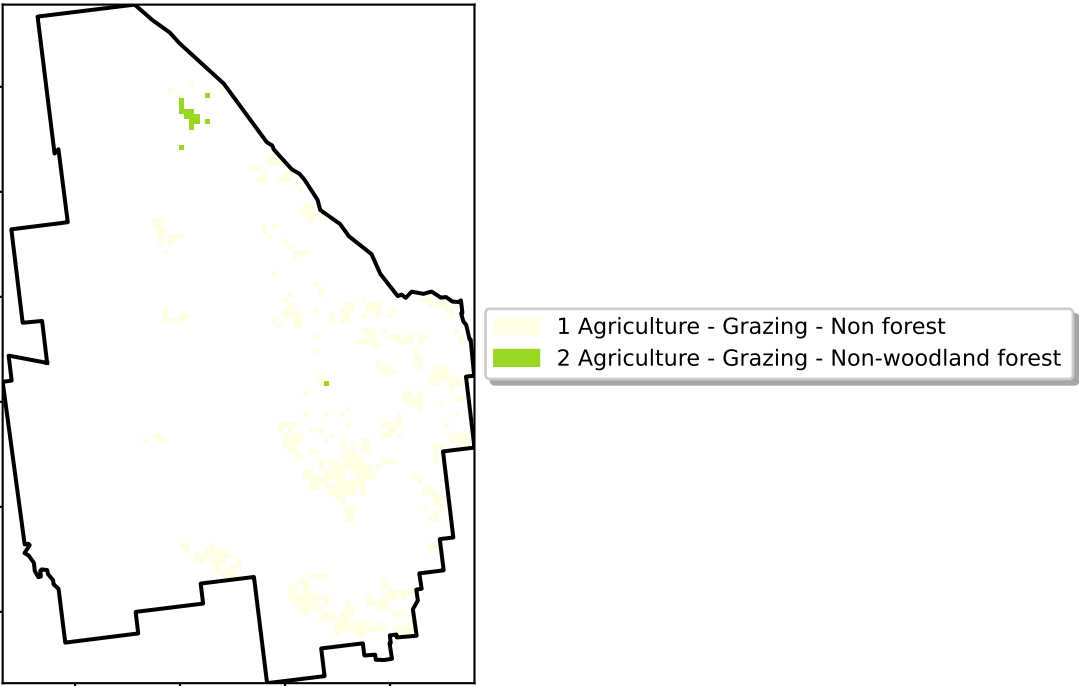 1 Agriculture - Grazing - Non forest
2 Agriculture - Grazing - Non-woodland forest